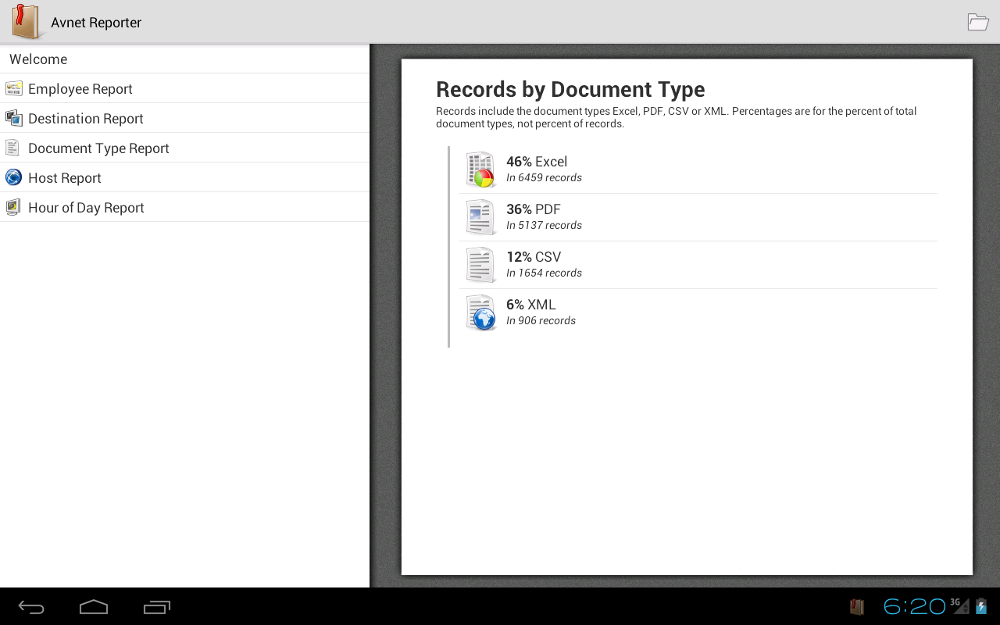 Avnet Reporter
Welcome
Employee Report
Destination Report
Document Type Report
Host Report
Hour of Day Report
Records by Document Type
Records include the document types Excel, PDF, CSV or XML. Percentages are for the percent of total
document types, not percent of records.
46% Excel
In 6459 records
36% PDF
In 5137 records
12% CSV
In 1654 records
6% XML
In 906 records
6:20 3G